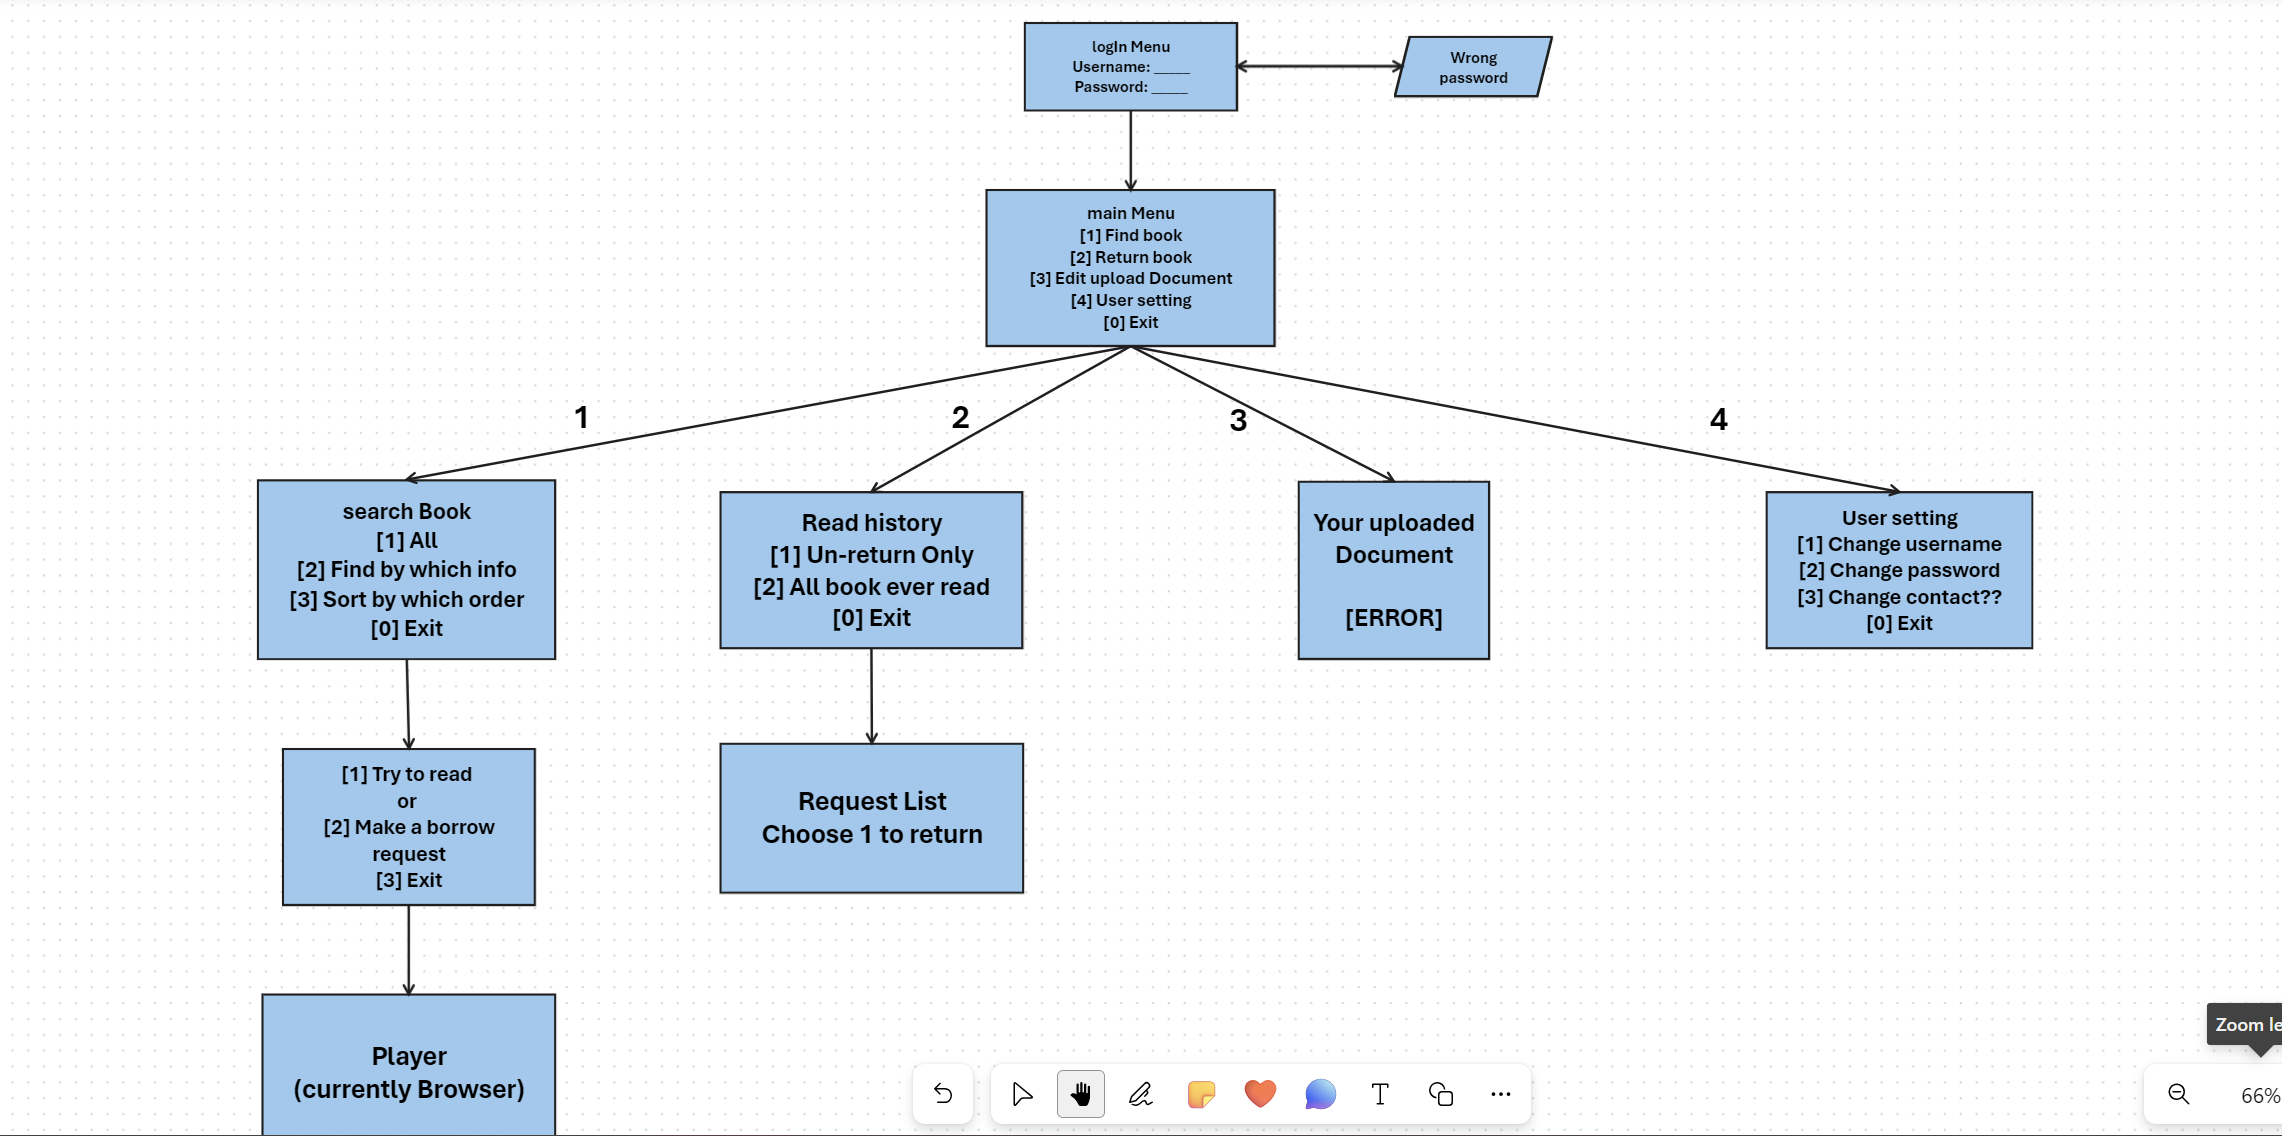 logIn Menu
Username: _____
Password: _____
Wrong
password
main Menu
[1] Find book
[2] Return book
[3] Edit upload Document
[4] User setting
[0] Exit
1
2
3
4
search Book
[1] All
[2] Find by which info
[3] Sort by which order
[0] Exit
Read history
[1] Un-return Only
[2] All book ever read
[0] Exit
Your uploaded
Document
[ERROR]
User setting
[1] Change username
[2] Change password
[3] Change contact??
[0] Exit
[1] Try to read
or
[2] Make a borrow
request
[3] Exit
Request List
Choose 1 to return
Player
(currently Browser)
Zoom le
66%